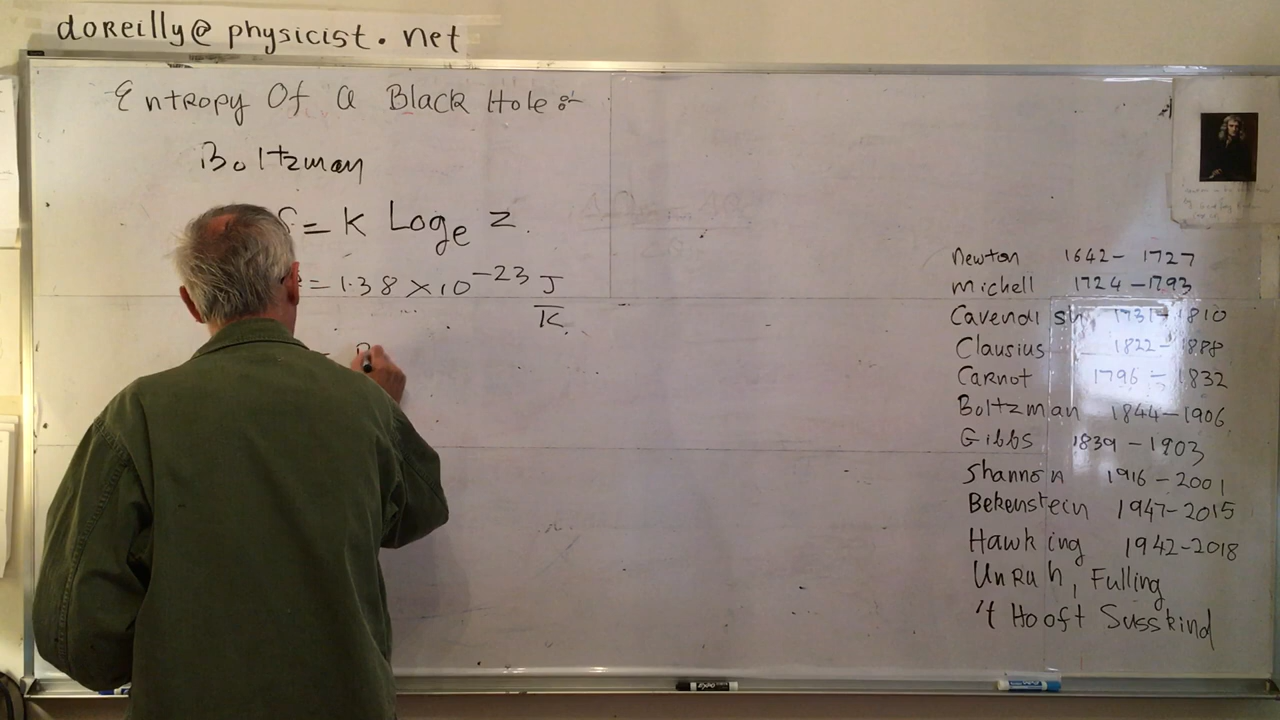 doreilly@physicist.net
Entropy Of a Black Hole :-
Boltzman
S = K Loge z
= 1.38 × 10⁻²³ J
K
=
Newton 1642 - 1727
Michell 1724 - 1793
Cavendish 1731 - 1810
Clausius 1822 - 1888
Carnot 1796 - 1832
Boltzman 1844 - 1906
Gibbs 1839 - 1903
Shannon 1916 - 2001
Bekenstein 1947 - 2015
Hawking 1942 - 2018
Unruh, Fulling
't Hooft Susskind